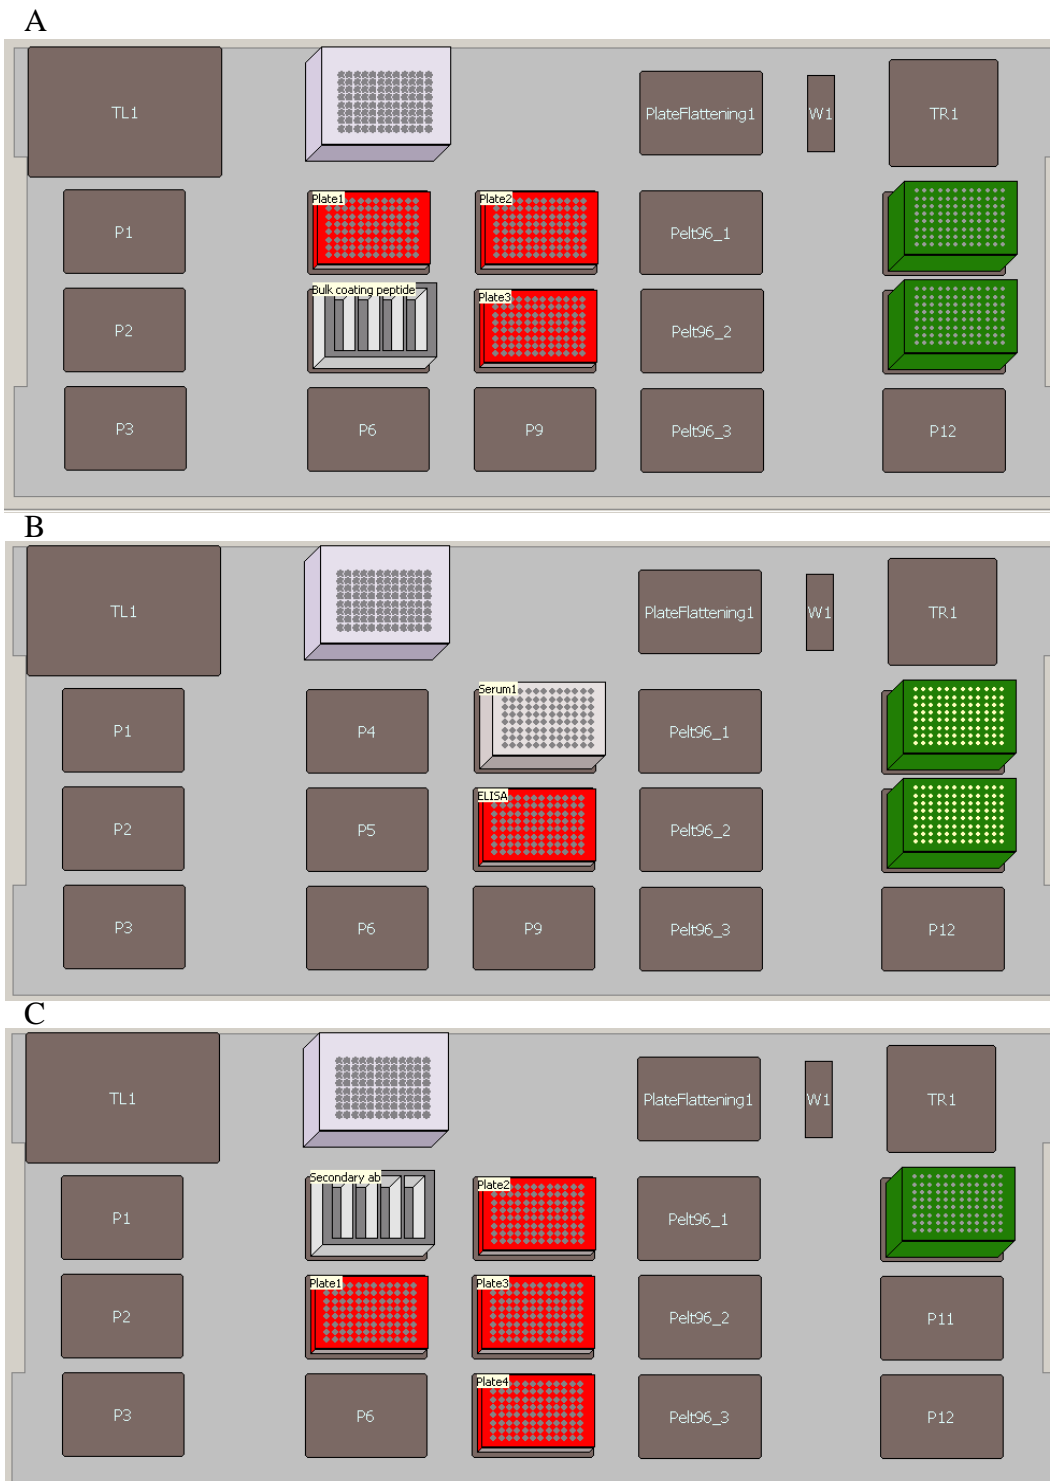 A
TL1
PlateFlattening1
W1
TR1
P1
Plate1
Plate2
Pelt96_1
P2
Bulk coating peptide
Plate3
Pelt96_2
P3
P6
P9
Pelt96_3
P12
B
TL1
PlateFlattening1
W1
TR1
P1
P4
Serum1
Pelt96_1
P2
P5
ELISA
Pelt96_2
P3
P6
P9
Pelt96_3
P12
C
TL1
PlateFlattening1
W1
TR1
P1
Secondary ab
Plate2
Pelt96_1
P2
Plate1
Plate3
Pelt96_2
P11
P3
P6
Plate4
Pelt96_3
P12